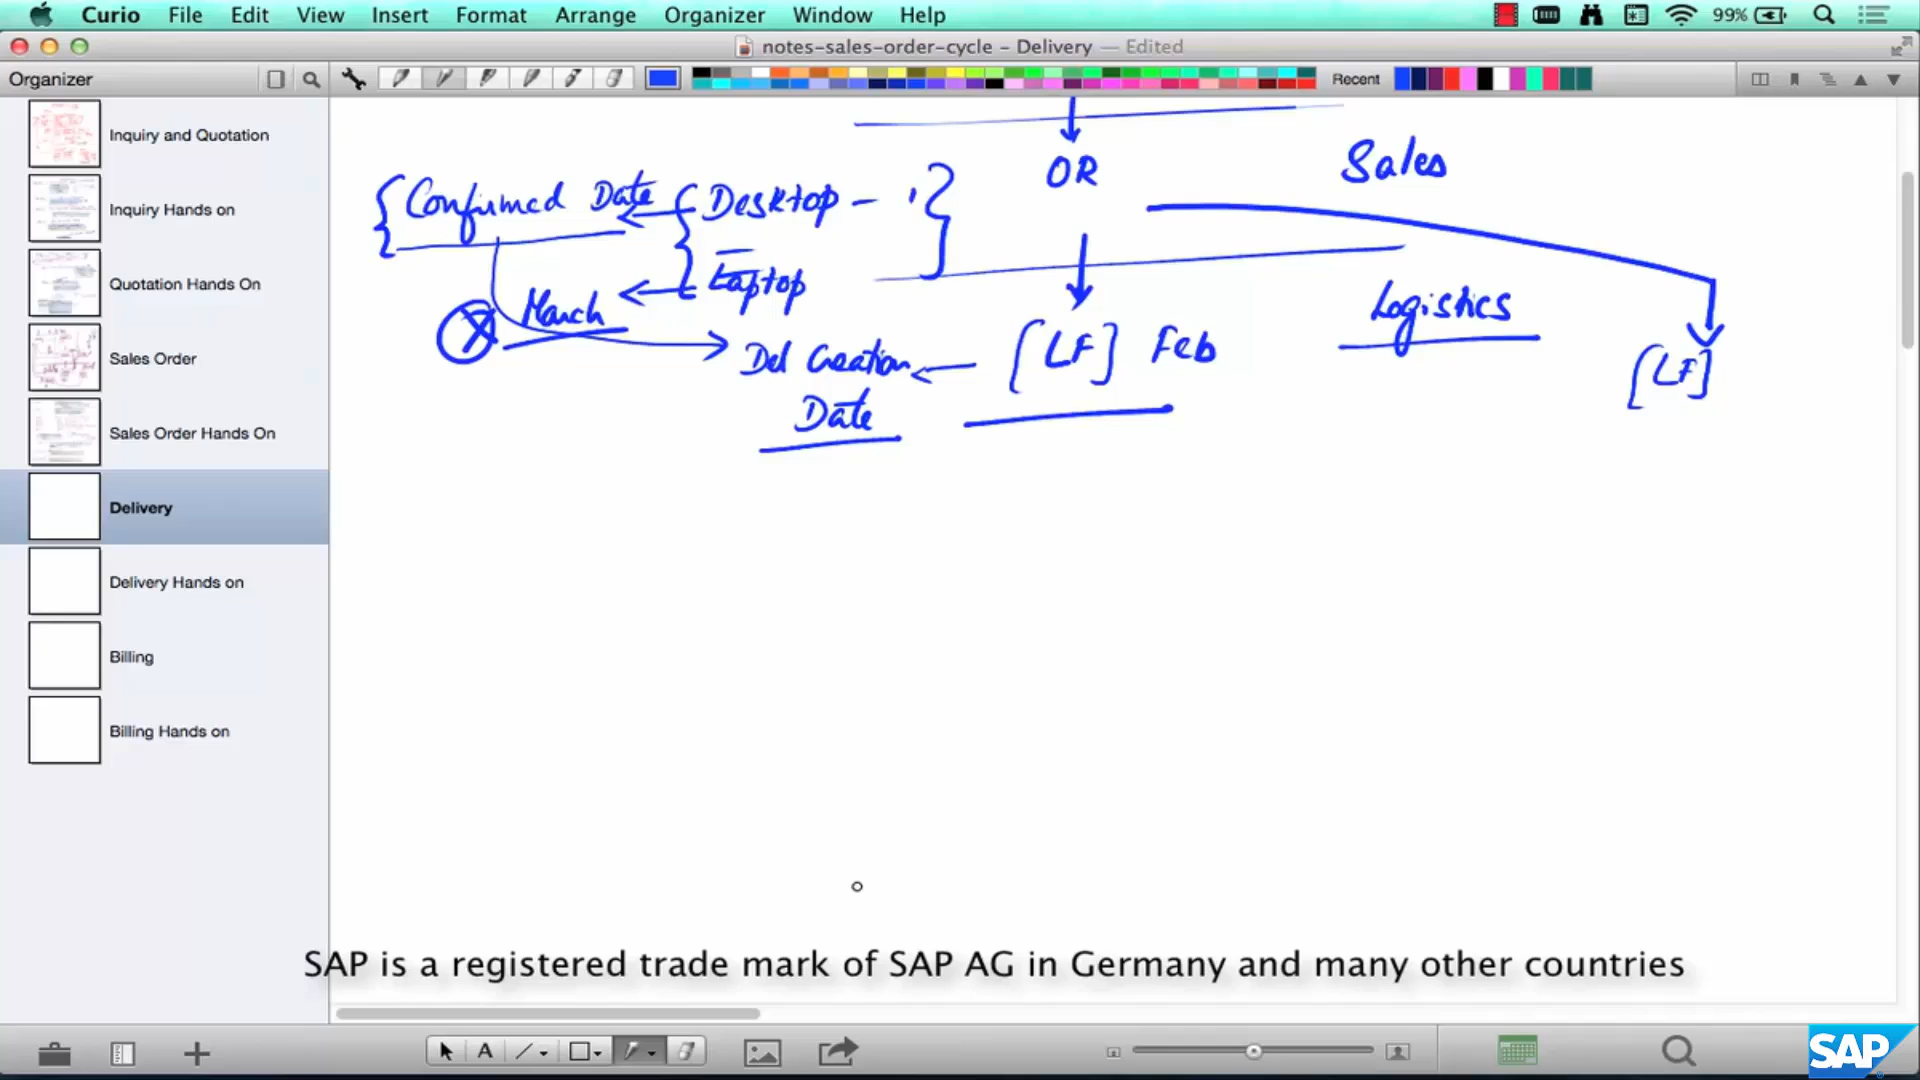 Curio File Edit View Insert Format Arrange Organizer Window Help 99%
notes-sales-order-cycle – Delivery — Edited
Organizer
Recent
Inquiry and Quotation
Inquiry Hands on
Quotation Hands On
Sales Order
Sales Order Hands On
Delivery
Delivery Hands on
Billing
Billing Hands on
OR
Sales
{ Confirmed Date { Desktop - ' }
Laptop
March
Logistics
Del Creation
Date
[LF] Feb
[LF]
SAP is a registered trade mark of SAP AG in Germany and many other countries
A
SAP